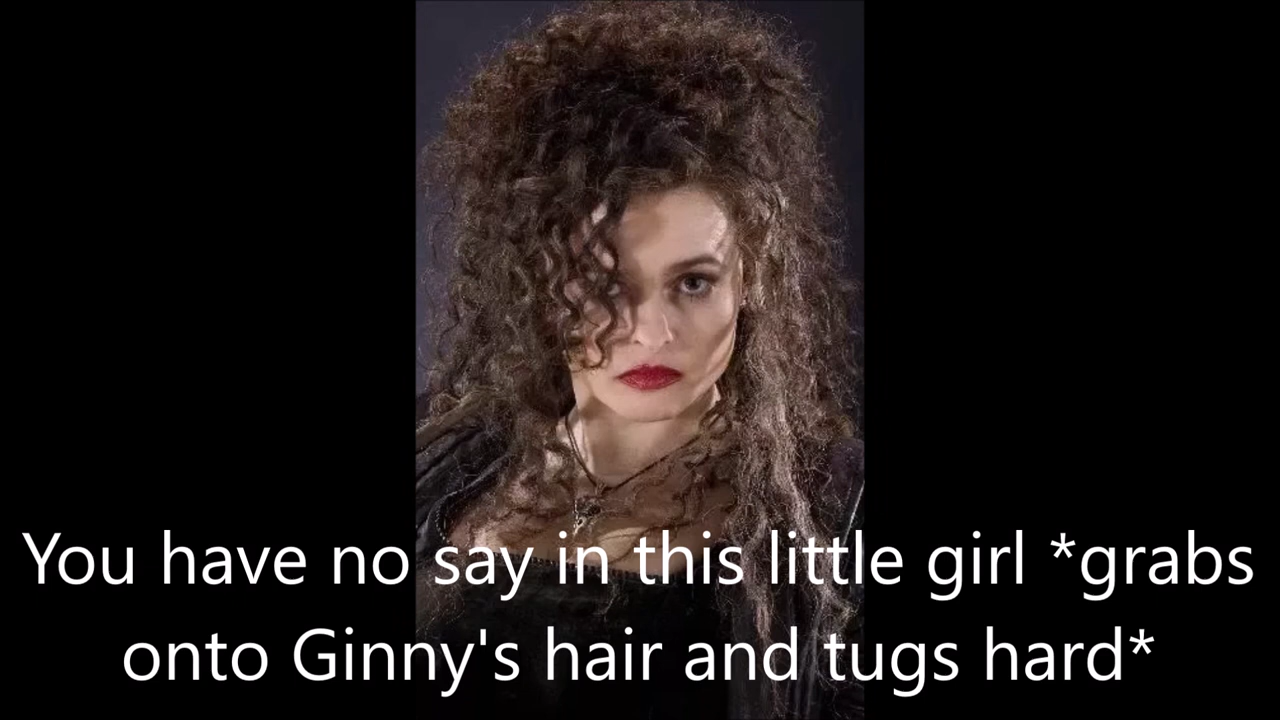 You have no say in this little girl *grabs
onto Ginny's hair and tugs hard*